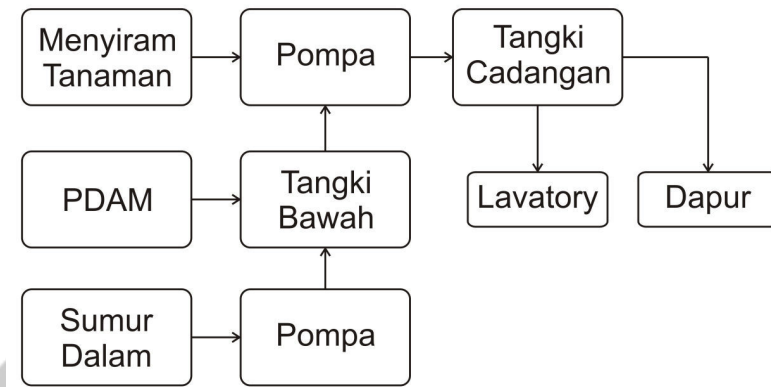 Menyiram
Tanaman
Pompa
Tangki
Cadangan
PDAM
Tangki
Bawah
Lavatory
Dapur
Sumur
Dalam
Pompa